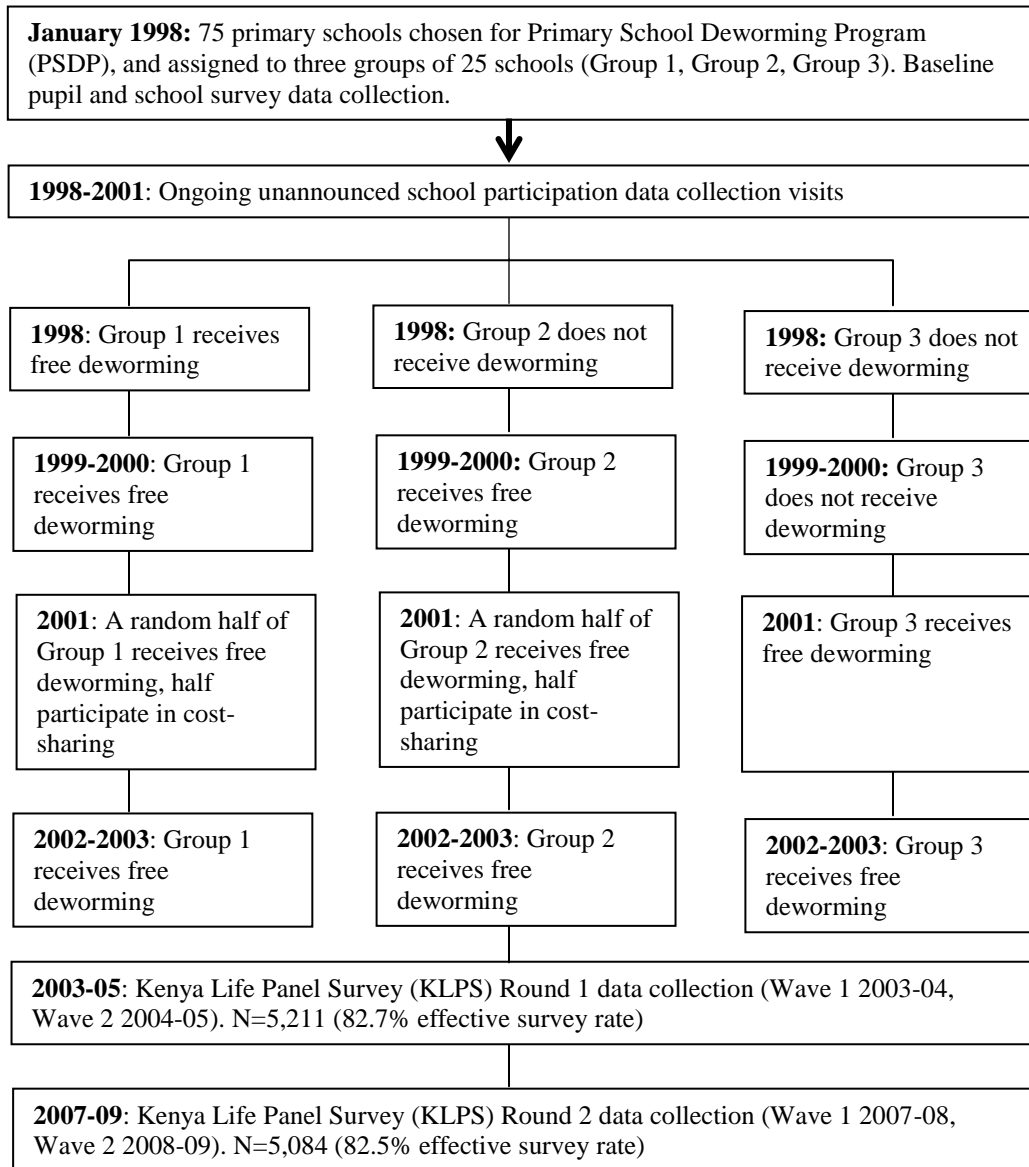 January 1998: 75 primary schools chosen for Primary School Deworming Program
(PSDP), and assigned to three groups of 25 schools (Group 1, Group 2, Group 3). Baseline
pupil and school survey data collection.
1998-2001: Ongoing unannounced school participation data collection visits
1998: Group 1 receives
free deworming
1998: Group 2 does not
receive deworming
1998: Group 3 does not
receive deworming
1999-2000: Group 1
receives free
deworming
1999-2000: Group 2
receives free
deworming
1999-2000: Group 3
does not receive
deworming
2001: A random half of
Group 1 receives free
deworming, half
participate in cost-
sharing
2001: A random half of
Group 2 receives free
deworming, half
participate in cost-
sharing
2001: Group 3 receives
free deworming
2002-2003: Group 1
receives free
deworming
2002-2003: Group 2
receives free
deworming
2002-2003: Group 3
receives free
deworming
2003-05: Kenya Life Panel Survey (KLPS) Round 1 data collection (Wave 1 2003-04,
Wave 2 2004-05). N=5,211 (82.7% effective survey rate)
2007-09: Kenya Life Panel Survey (KLPS) Round 2 data collection (Wave 1 2007-08,
Wave 2 2008-09). N=5,084 (82.5% effective survey rate)